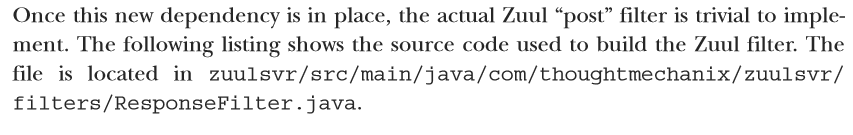 Once this new dependency is in place, the actual Zuul “post” filter is trivial to imple-
ment. The following listing shows the source code used to build the Zuul filter. The
file is located in zuulsvr/src/main/java/com/thoughtmechanix/zuulsvr/
filters/ResponseFilter.java.